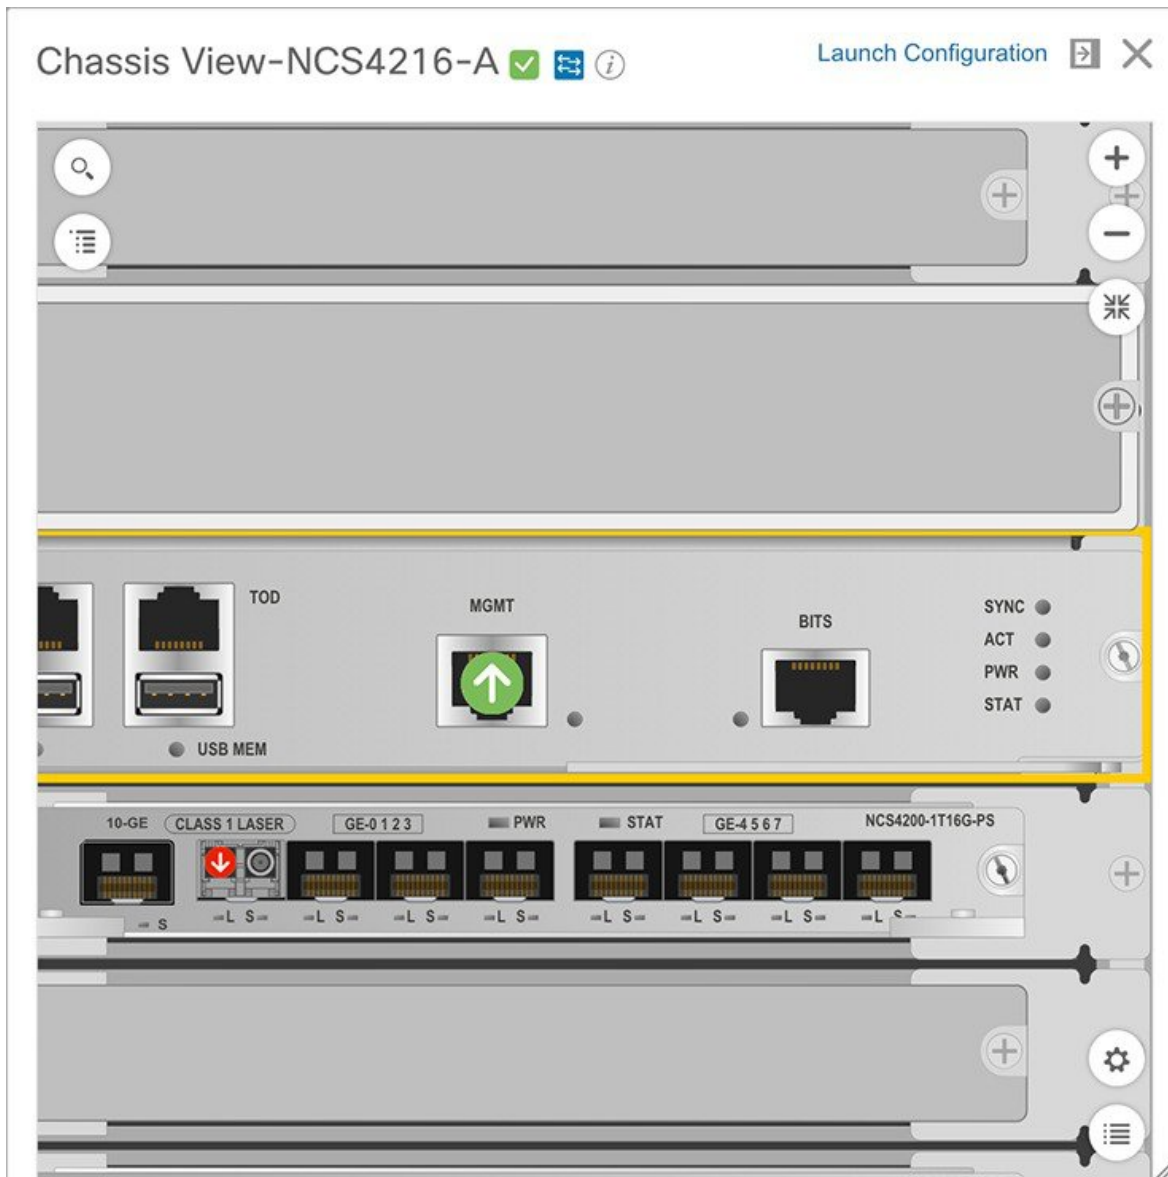 Chassis View-NCS4216-A
Launch Configuration
TOD
MGMT
BITS
SYNC
ACT
PWR
STAT
USB MEM
10-GE
CLASS 1 LASER
GE-0 1 2 3
PWR
STAT
GE-4 5 6 7
NCS4200-1T16G-PS
S
L S
L S
L S
L S
L S
L S
L S
L S